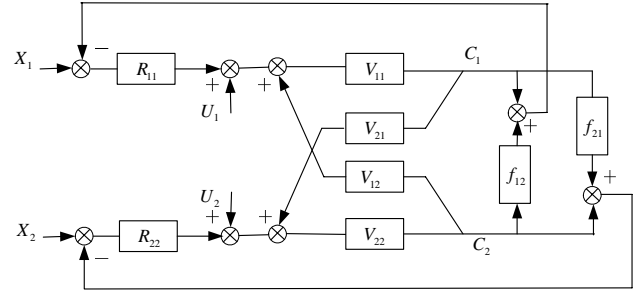 −
X₁
R₁₁
+
+
U₁
+
V₁₁
C₁
+
f₂₁
V₂₁
V₁₂
f₁₂
+
U₂
X₂
−
R₂₂
+
+
V₂₂
C₂